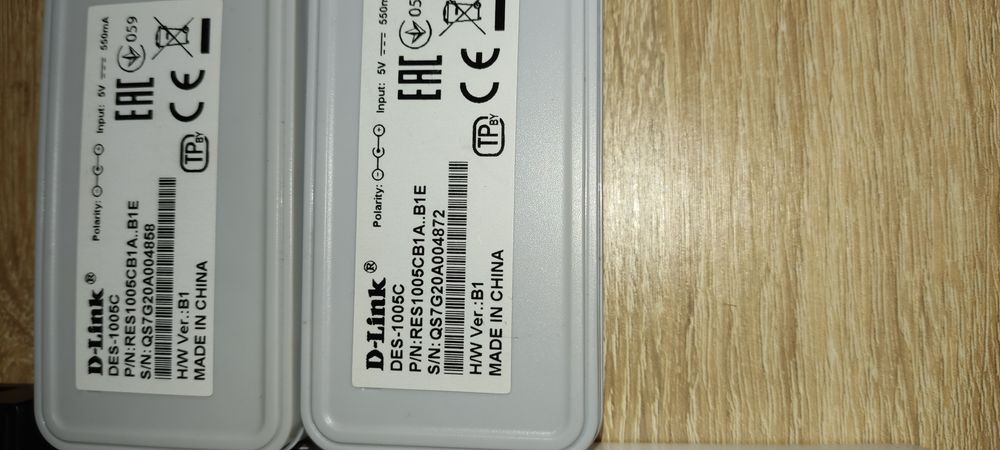 D-Link®
DES-1005C
P/N:RES1005CB1A..B1E
S/N:QS7G20A004858
H/W Ver.:B1
MADE IN CHINA
Polarity:
Input: 5V 550mA
EAC
059
CE
TP BY
D-Link®
DES-1005C
P/N:RES1005CB1A..B1E
S/N:QS7G20A004872
H/W Ver.:B1
MADE IN CHINA
Polarity:
Input: 5V 550m
EAC
05
CE
TP BY